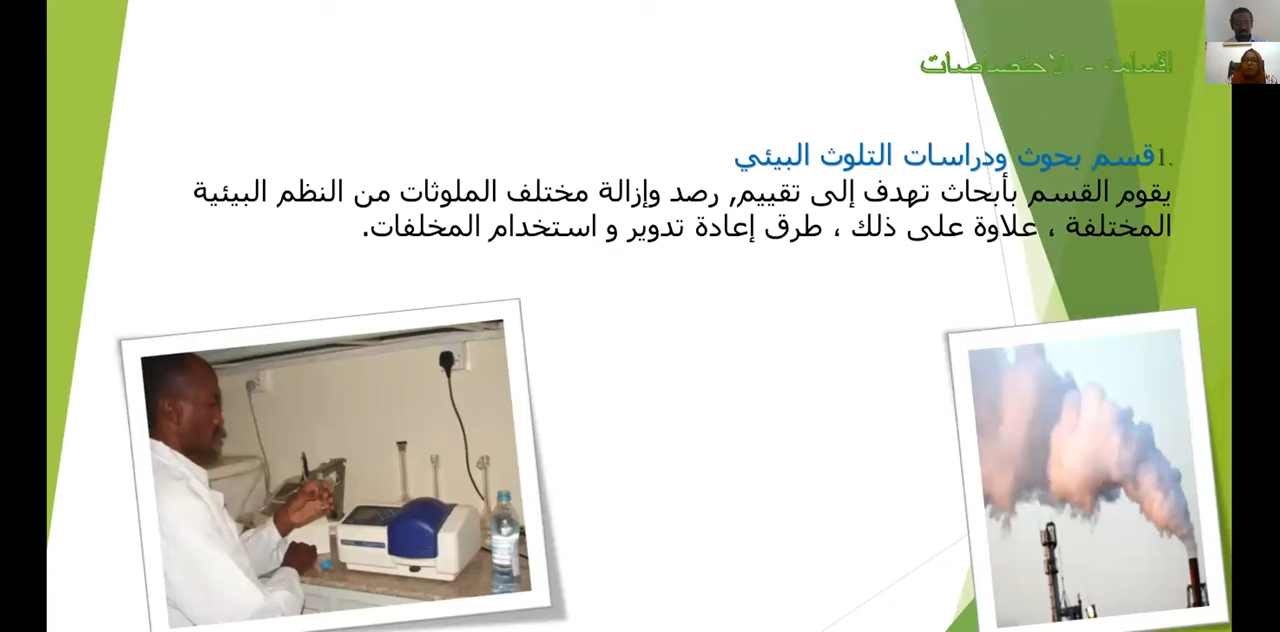 اقسامه - الاختصاصات
1. قسم بحوث ودراسات التلوث البيئي
يقوم القسم بأبحاث تهدف إلى تقييم, رصد وإزالة مختلف الملوثات من النظم البيئية
المختلفة ، علاوة على ذلك ، طرق إعادة تدوير و استخدام المخلفات.